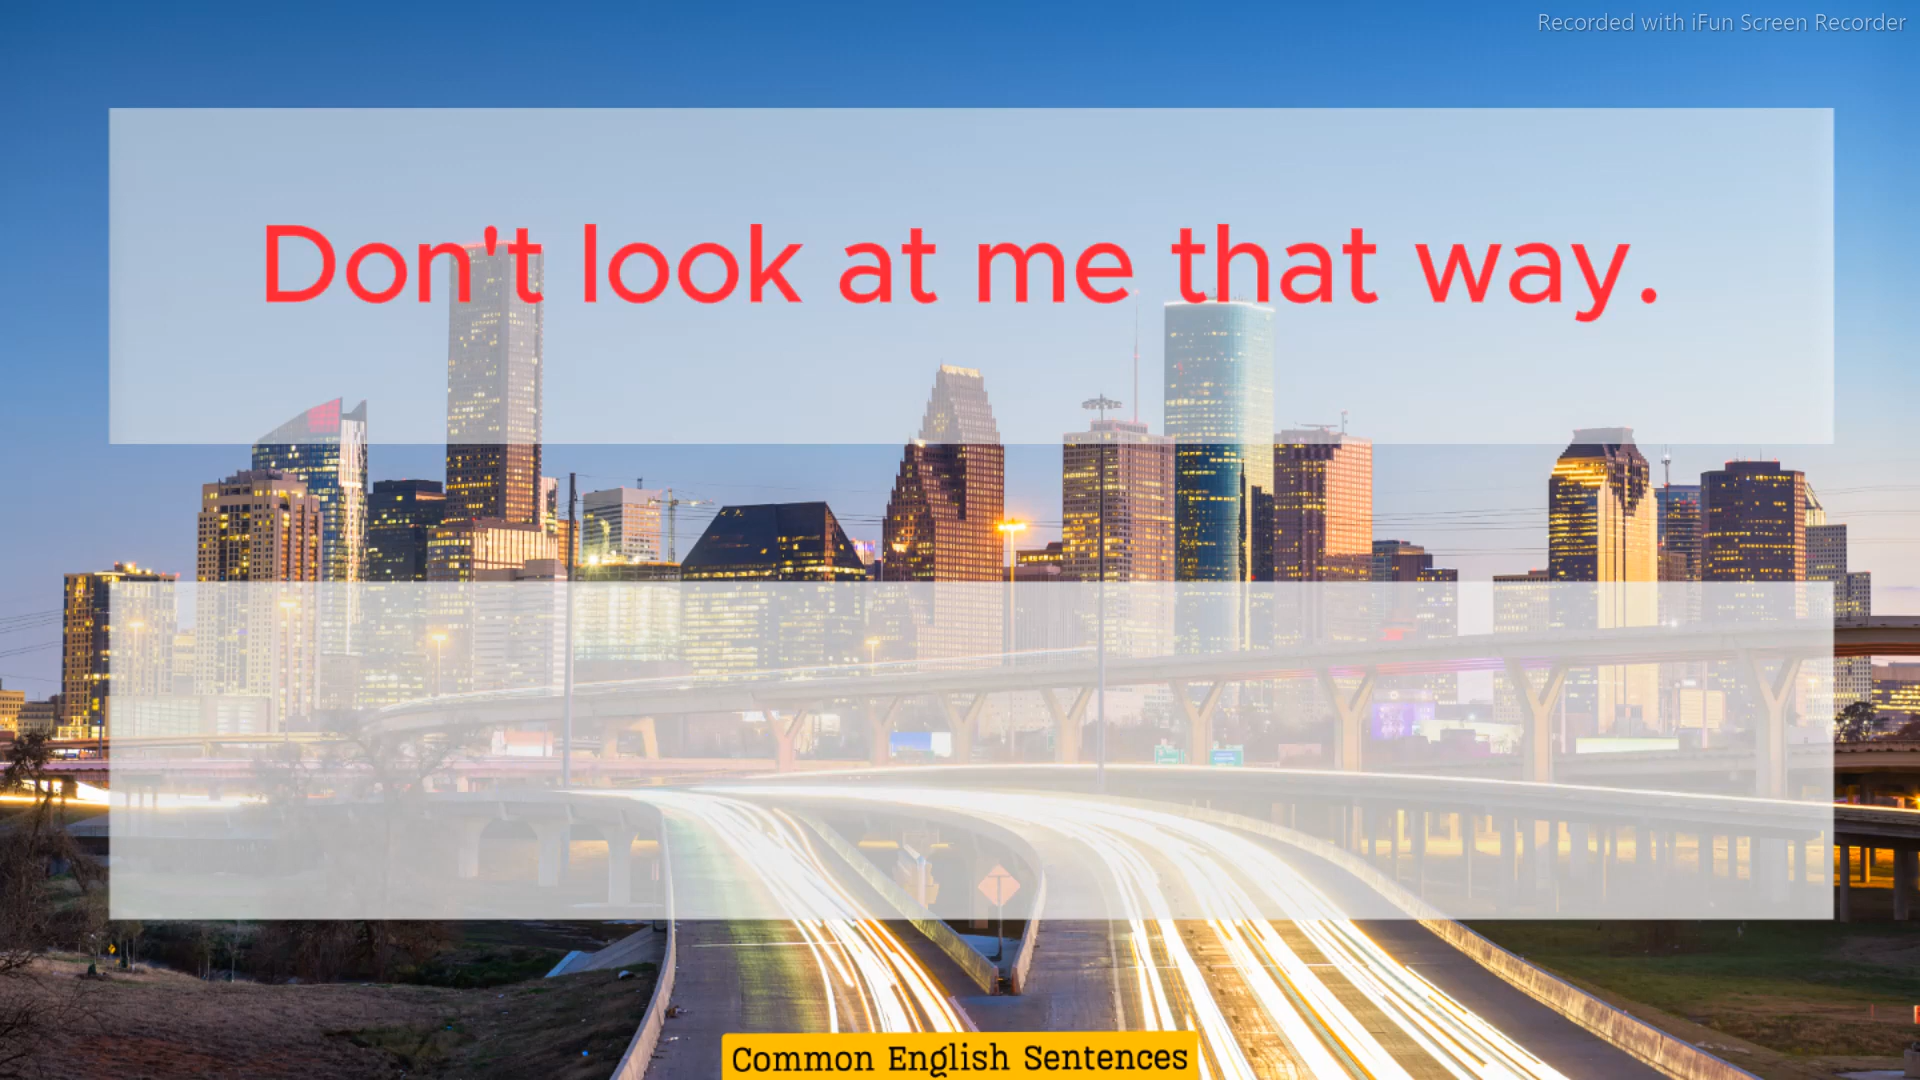 Recorded with iFun Screen Recorder
Don't look at me that way.
Common English Sentences